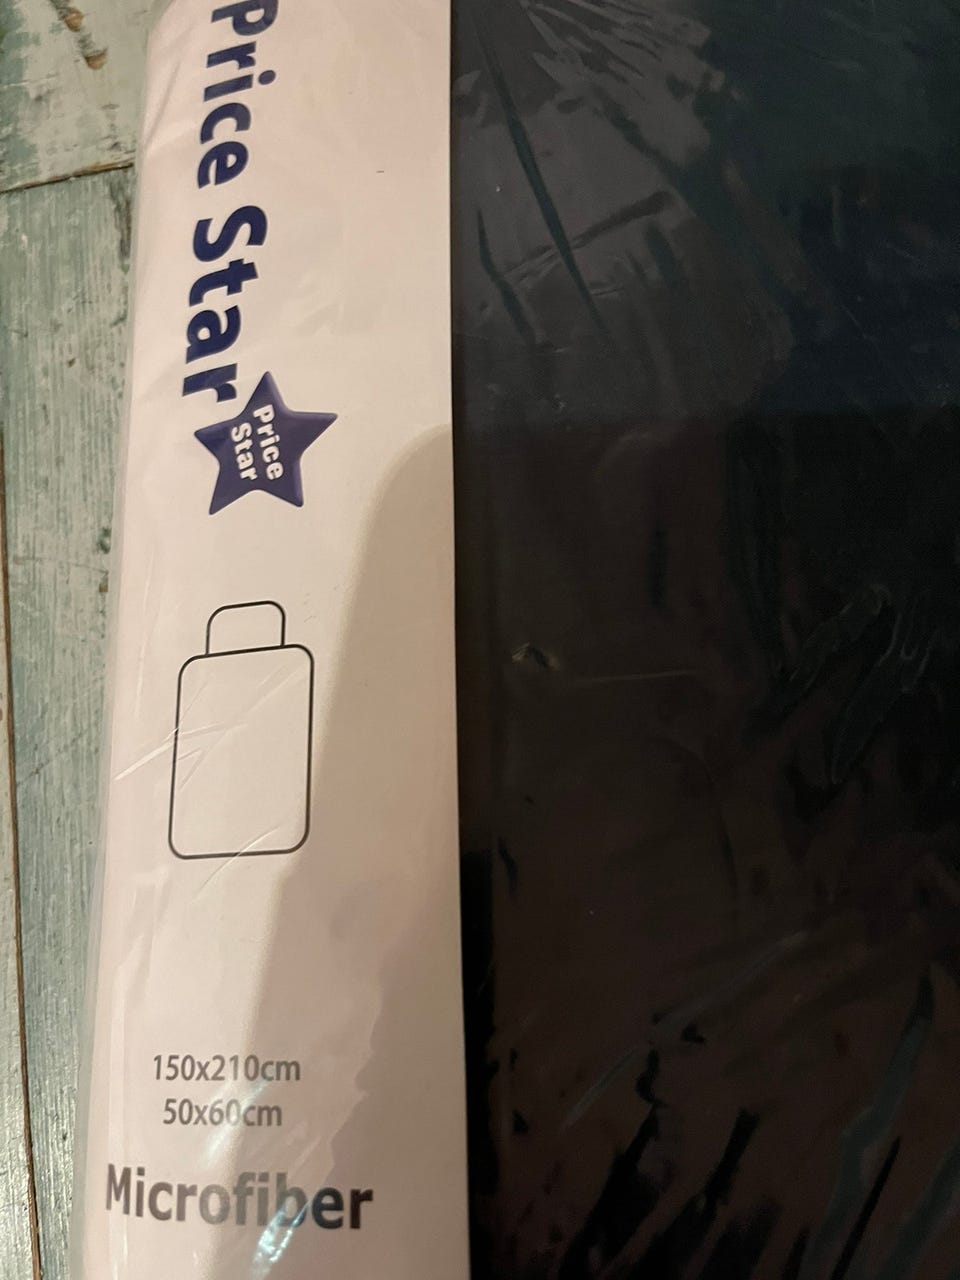 Price Star
Price
Star
150x210cm
50x60cm
Microfiber